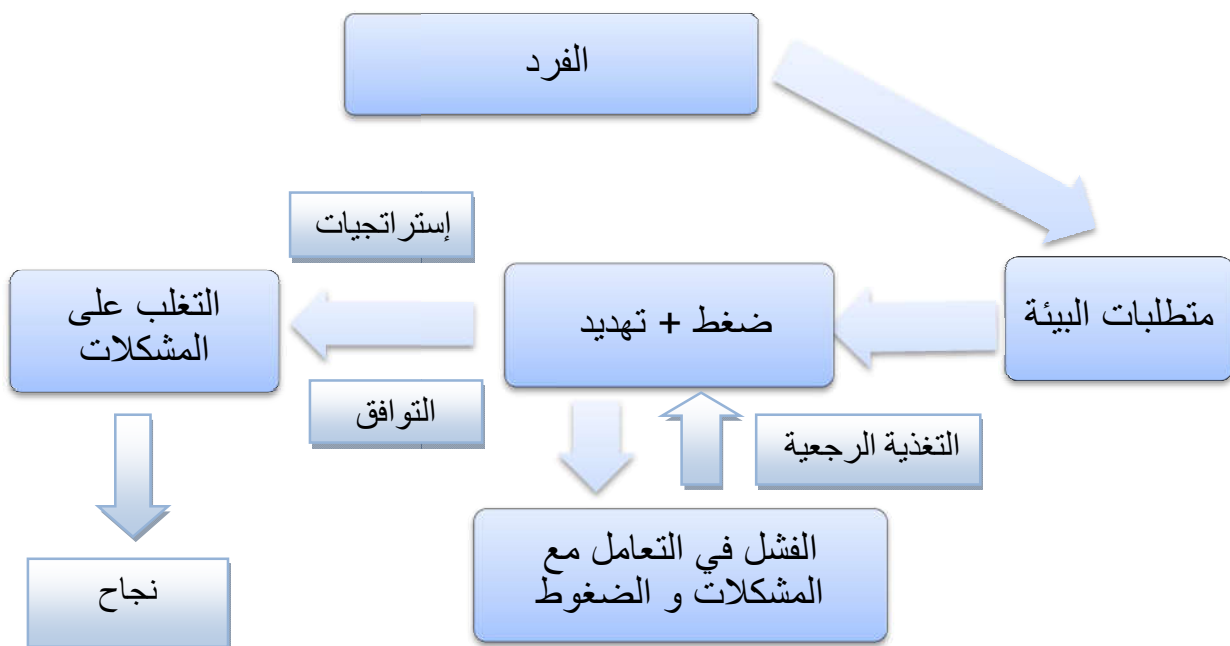 الفرد
متطلبات البيئة
ضغط + تهديد
إستراتجيات
التوافق
التغلب على
المشكلات
التغذية الرجعية
الفشل في التعامل مع
المشكلات و الضغوط
نجاح